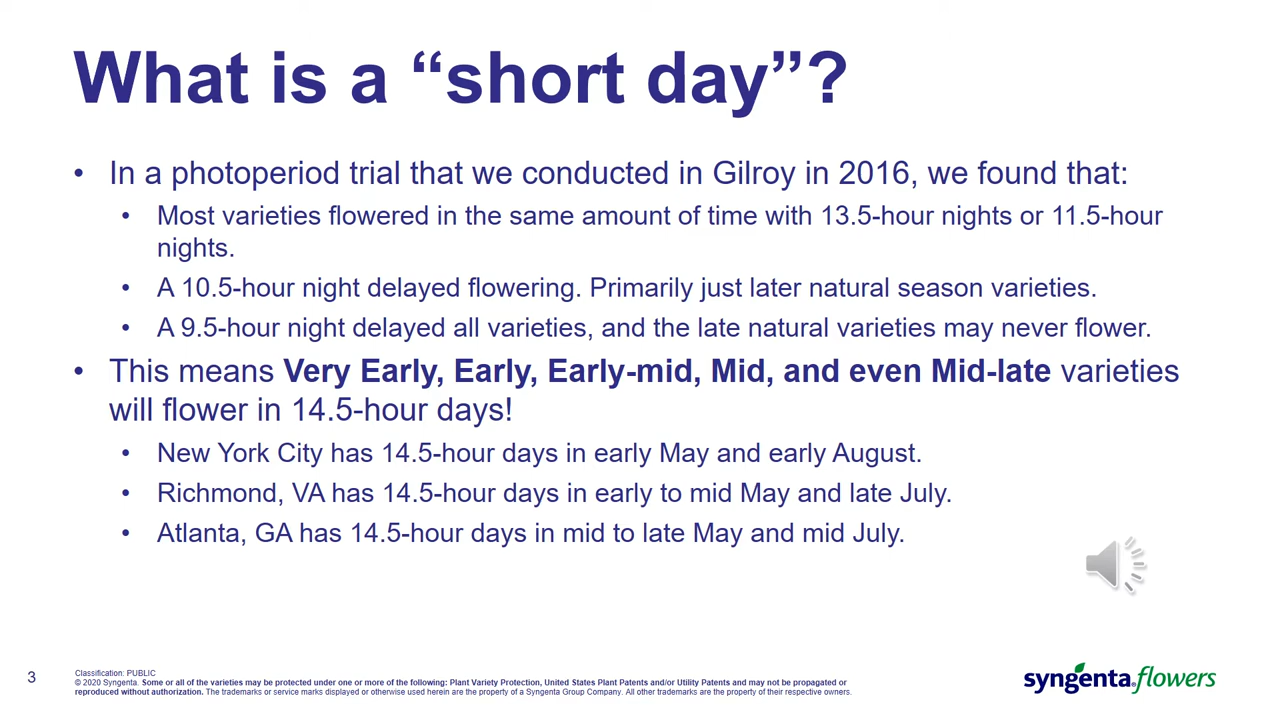 What is a “short day”?
• In a photoperiod trial that we conducted in Gilroy in 2016, we found that:
• Most varieties flowered in the same amount of time with 13.5-hour nights or 11.5-hour
nights.
• A 10.5-hour night delayed flowering. Primarily just later natural season varieties.
• A 9.5-hour night delayed all varieties, and the late natural varieties may never flower.
• This means Very Early, Early, Early-mid, Mid, and even Mid-late varieties
will flower in 14.5-hour days!
• New York City has 14.5-hour days in early May and early August.
• Richmond, VA has 14.5-hour days in early to mid May and late July.
• Atlanta, GA has 14.5-hour days in mid to late May and mid July.
3
Classification: PUBLIC
© 2020 Syngenta. Some or all of the varieties may be protected under one or more of the following: Plant Variety Protection, United States Plant Patents and/or Utility Patents and may not be propagated or
reproduced without authorization. The trademarks or service marks displayed or otherwise used herein are the property of a Syngenta Group Company. All other trademarks are the property of their respective owners.
syngenta® flowers